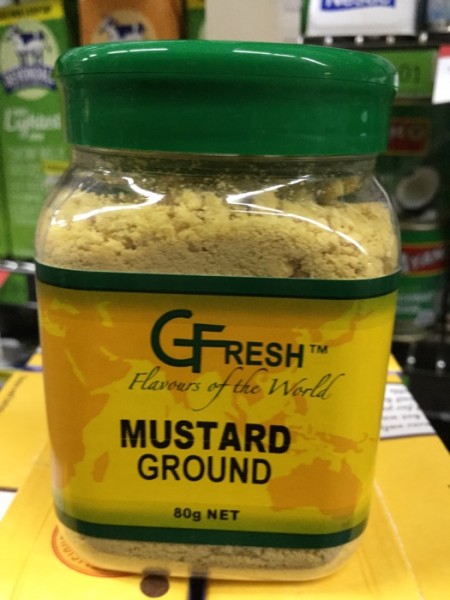 GFRESH™
Flavours of the World
MUSTARD
GROUND
80g NET